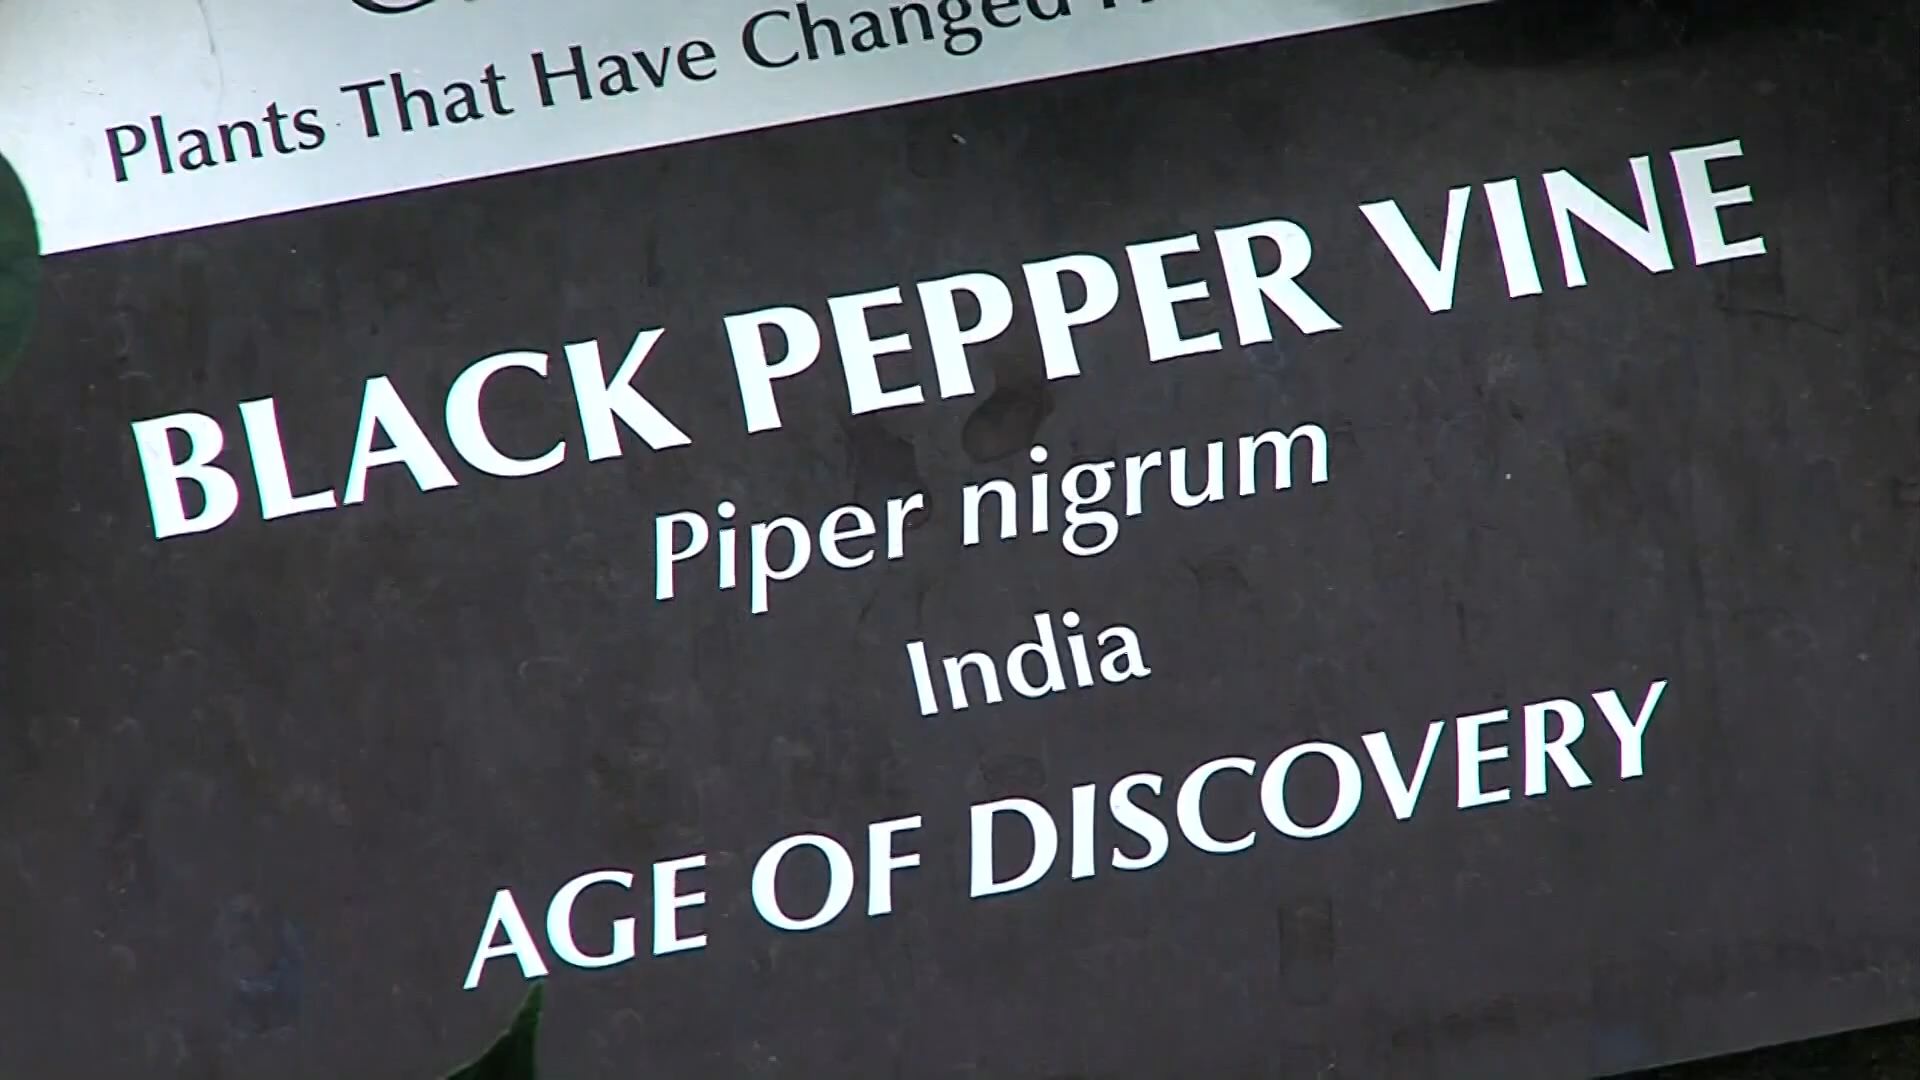 Plants That Have Changed
BLACK PEPPER VINE
Piper nigrum
India
AGE OF DISCOVERY